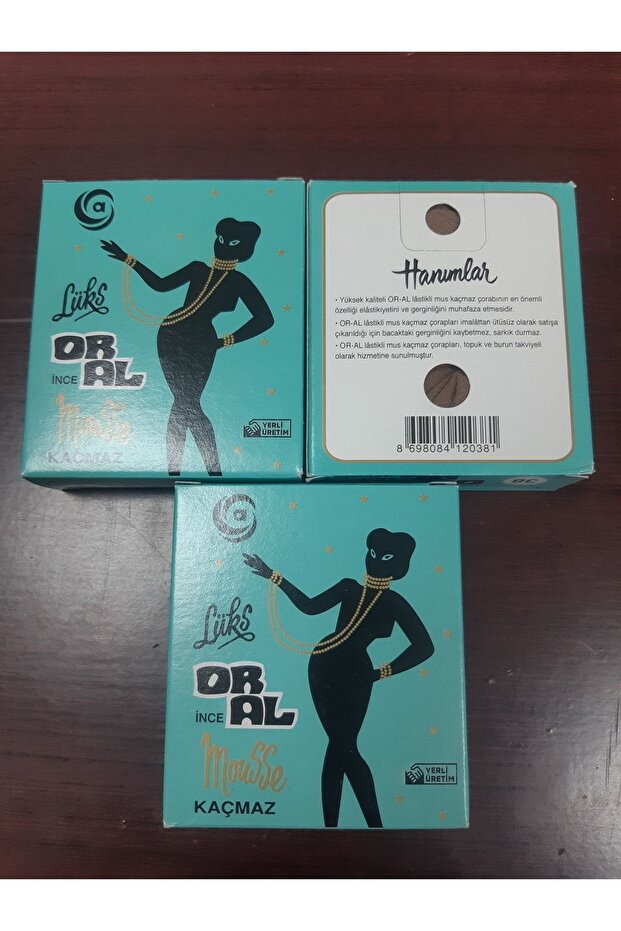 a
Lüks
OR
İNCE AL
Mousse
KAÇMAZ
YERLİ
ÜRETİM
Hanımlar
• Yüksek kaliteli OR-AL lâstikli mus kaçmaz çorabının en önemli
özelliği elâstikiyetini ve gerginliğini muhafaza etmesidir.
• OR-AL lâstikli mus kaçmaz çorapları imalâttan ütüsüz olarak satışa
çıkarıldığı için bacaktaki gerginliğini kaybetmez, sarkık durmaz.
• OR-AL lâstikli mus kaçmaz çorapları, topuk ve burun takviyeli
olarak hizmetine sunulmuştur.
8 698084 120381
a
Lüks
OR
İNCE AL
Mousse
KAÇMAZ
YERLİ
ÜRETİM